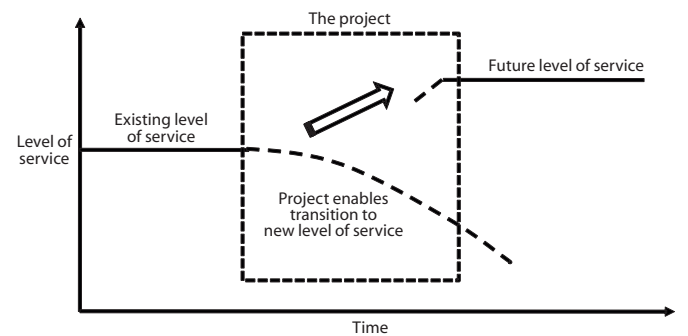 The project
Future level of service
Existing level
of service
Level of
service
Project enables
transition to
new level of service
Time